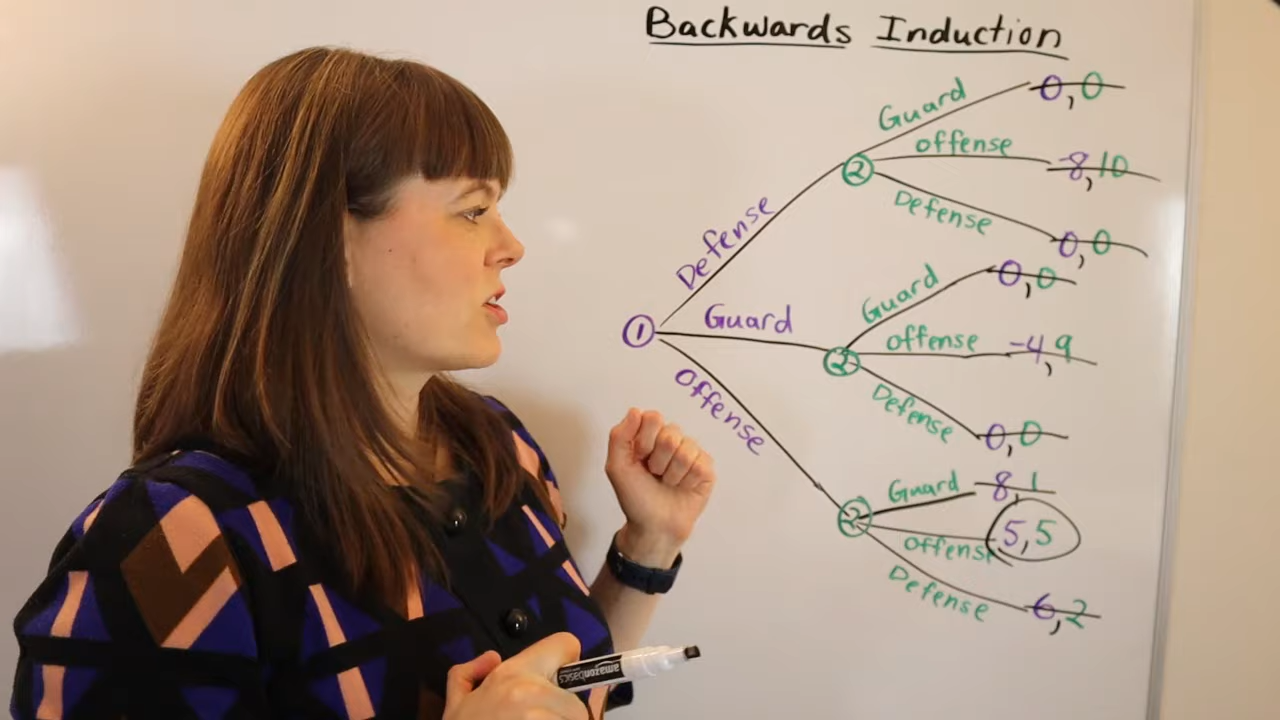 Backwards Induction
Guard
0,0
offense
-8,10
2
Defense
0,0
Defense
Guard
0,0
1
Guard
offense
-4,9
2
Defense
0,0
Offense
Guard
8,1
2
offense
5,5
Defense
6,2
amazonbasics